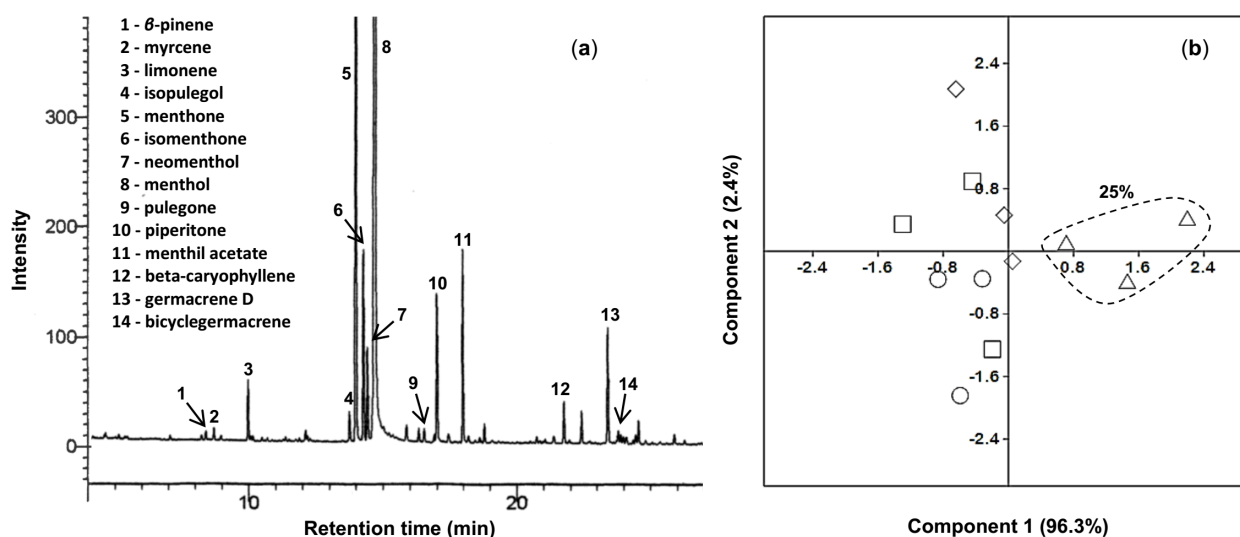 1 - β-pinene
2 - myrcene
3 - limonene
4 - isopulegol
5 - menthone
6 - isomenthone
7 - neomenthol
8 - menthol
9 - pulegone
10 - piperitone
11 - menthil acetate
12 - beta-caryophyllene
13 - germacrene D
14 - bicyclegermacrene
(a)
Intensity
300
200
100
0
1
2
3
4
5
6
7
8
9
10
11
12
13
14
10
20
Retention time (min)
(b)
Component 2 (2.4%)
2.4
1.6
0.8
-0.8
-1.6
-2.4
25%
-2.4
-1.6
-0.8
0.8
1.6
2.4
Component 1 (96.3%)